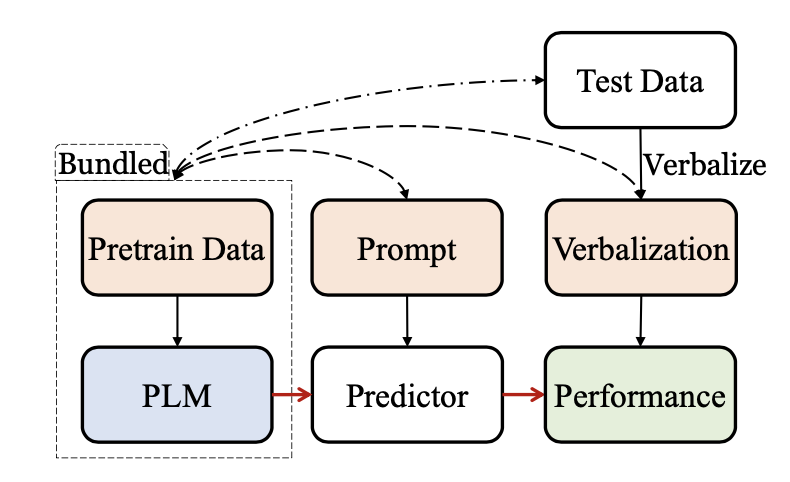 Test Data
Bundled
Verbalize
Pretrain Data
Prompt
Verbalization
PLM
Predictor
Performance